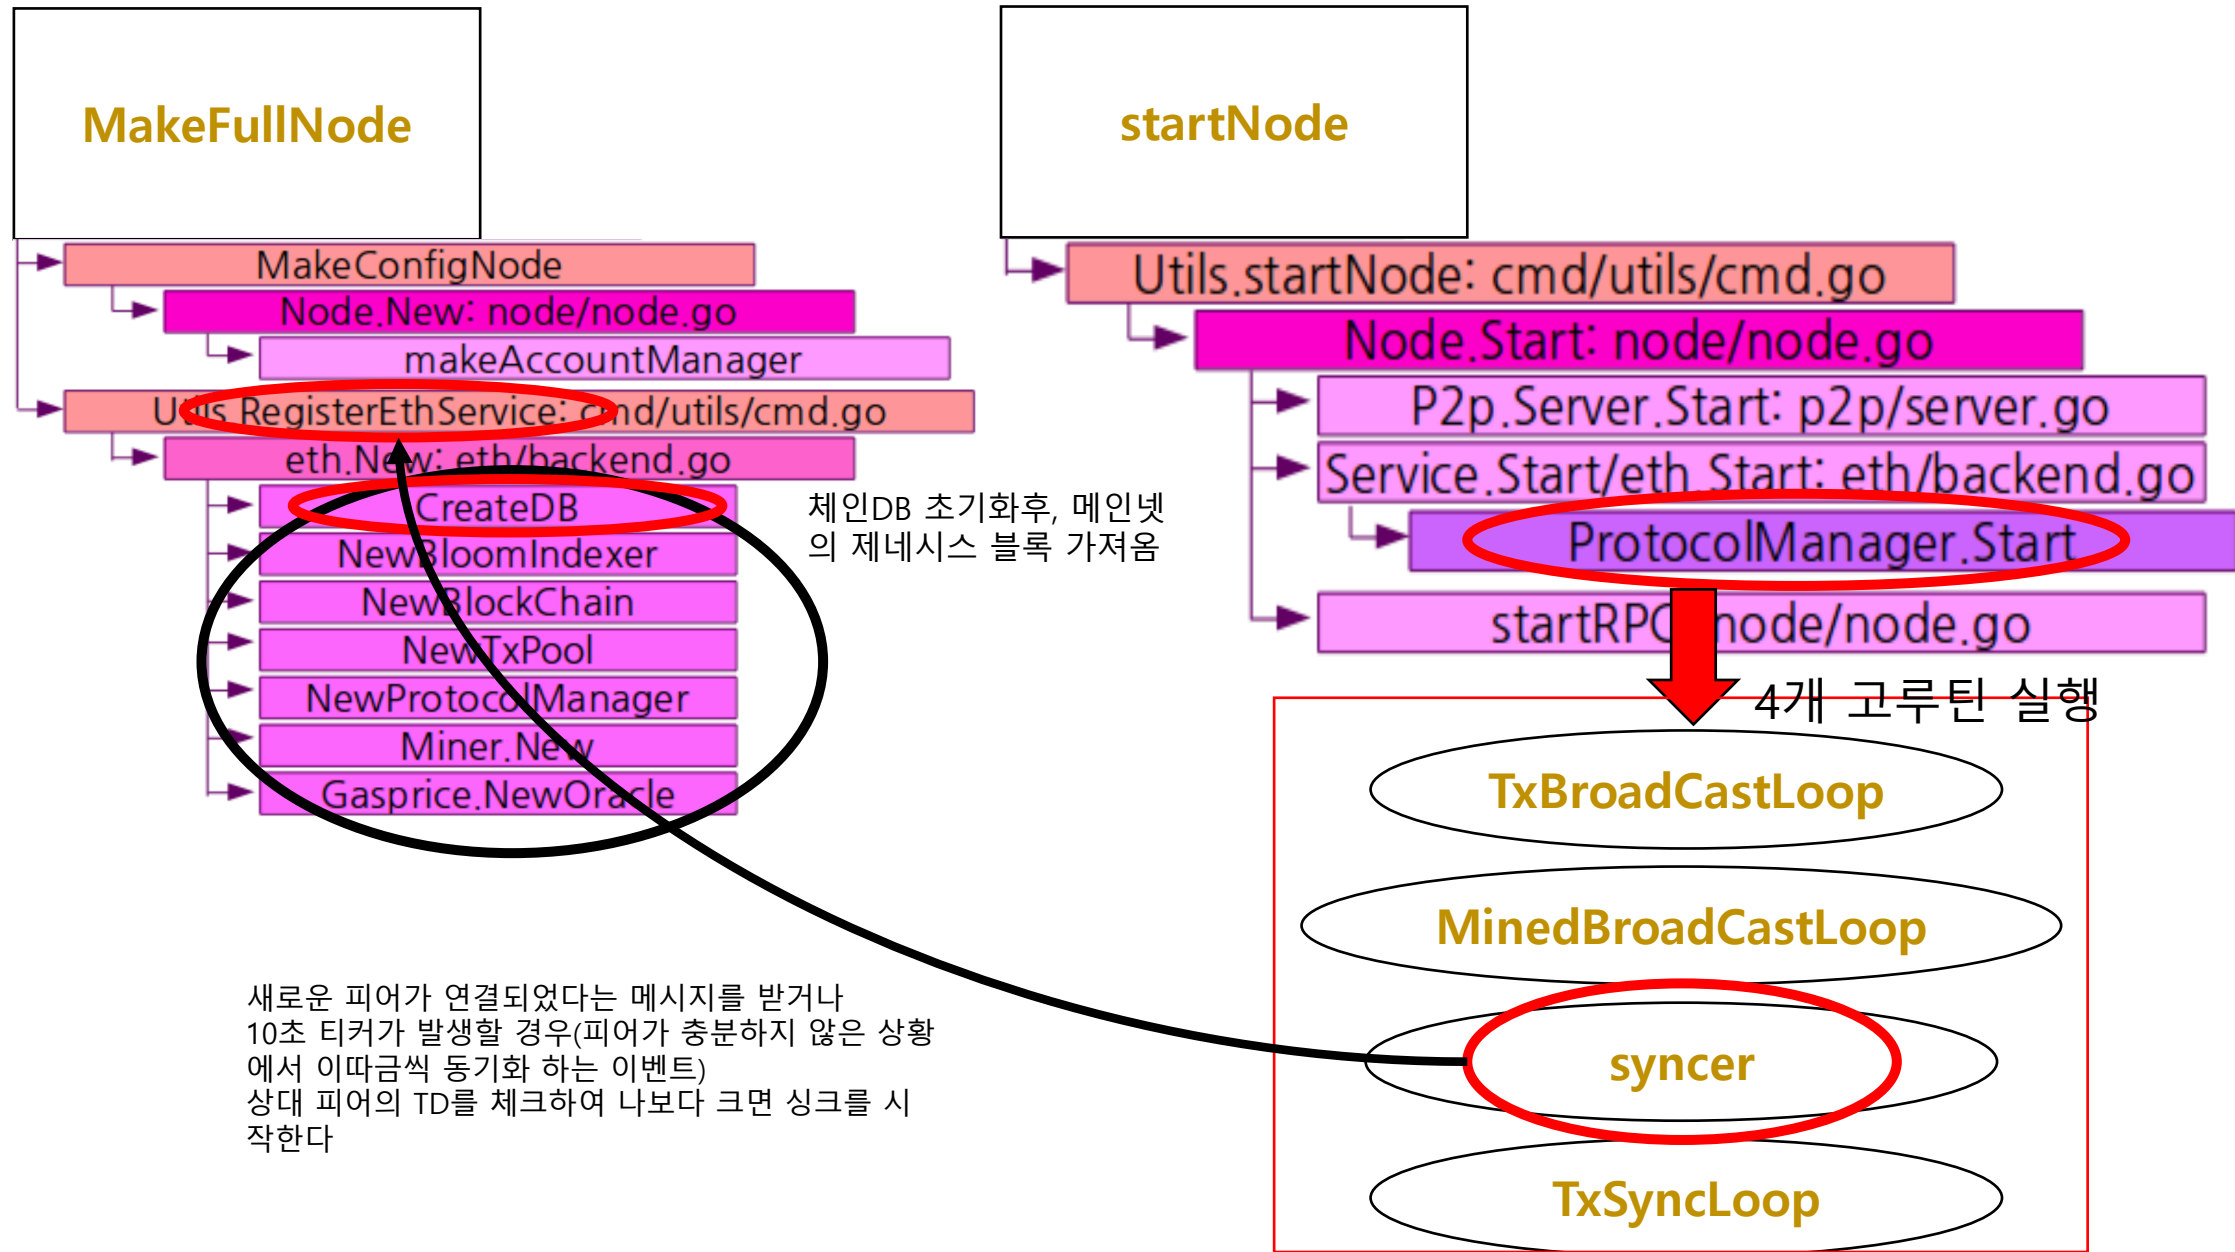 MakeFullNode
MakeConfigNode
Node.New: node/node.go
makeAccountManager
Utils.RegisterEthService: cmd/utils/cmd.go
eth.New: eth/backend.go
CreateDB
NewBloomIndexer
NewBlockChain
NewTxPool
NewProtocolManager
Miner.New
Gasprice.NewOracle
체인DB 초기화후, 메인넷
의 제네시스 블록 가져옴
새로운 피어가 연결되었다는 메시지를 받거나
10초 티커가 발생할 경우(피어가 충분하지 않은 상황
에서 이따금씩 동기화 하는 이벤트)
상대 피어의 TD를 체크하여 나보다 크면 싱크를 시
작한다
startNode
Utils.startNode: cmd/utils/cmd.go
Node.Start: node/node.go
P2p.Server.Start: p2p/server.go
Service.Start/eth.Start: eth/backend.go
ProtocolManager.Start
startRPC: node/node.go
4개 고루틴 실행
TxBroadCastLoop
MinedBroadCastLoop
syncer
TxSyncLoop